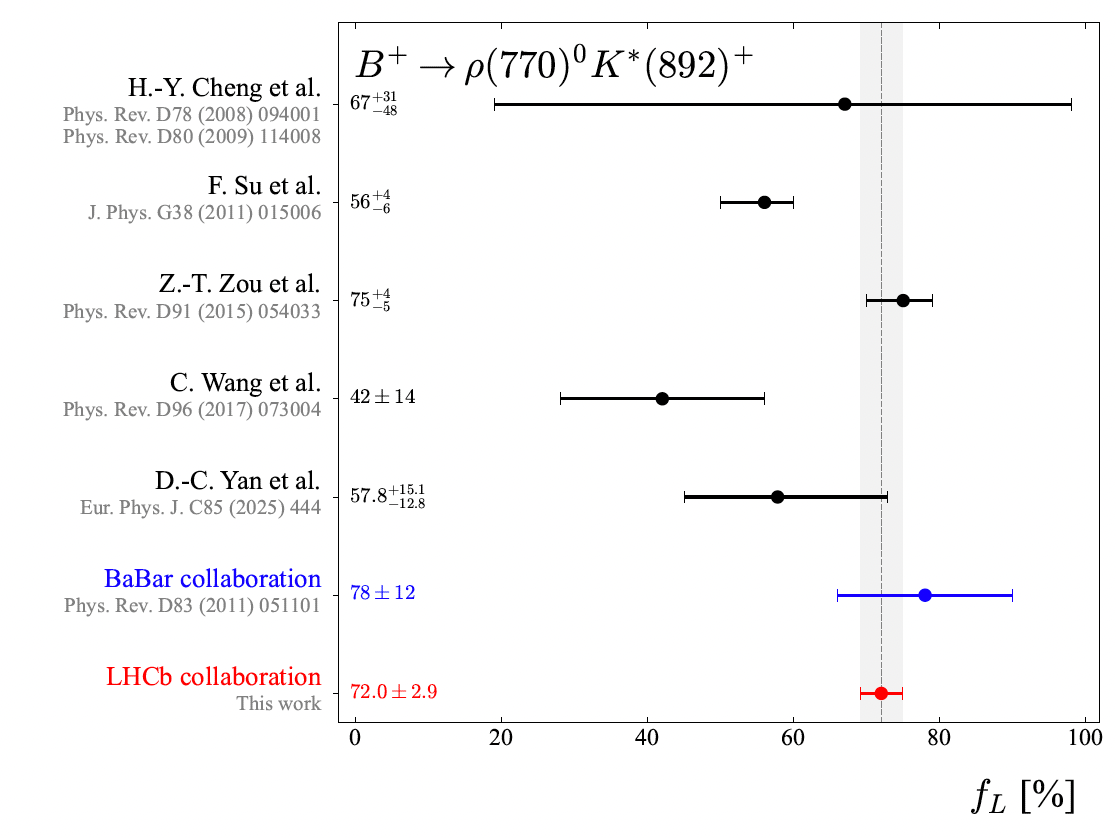 B⁺ → ρ(770)⁰K*(892)⁺
H.-Y. Cheng et al.
Phys. Rev. D78 (2008) 094001
Phys. Rev. D80 (2009) 114008
67 +31 −48
F. Su et al.
J. Phys. G38 (2011) 015006
56 +4 −6
Z.-T. Zou et al.
Phys. Rev. D91 (2015) 054033
75 +4 −5
C. Wang et al.
Phys. Rev. D96 (2017) 073004
42 ± 14
D.-C. Yan et al.
Eur. Phys. J. C85 (2025) 444
57.8 +15.1 −12.8
BaBar collaboration
Phys. Rev. D83 (2011) 051101
78 ± 12
LHCb collaboration
This work
72.0 ± 2.9
0 20 40 60 80 100
f_L [%]